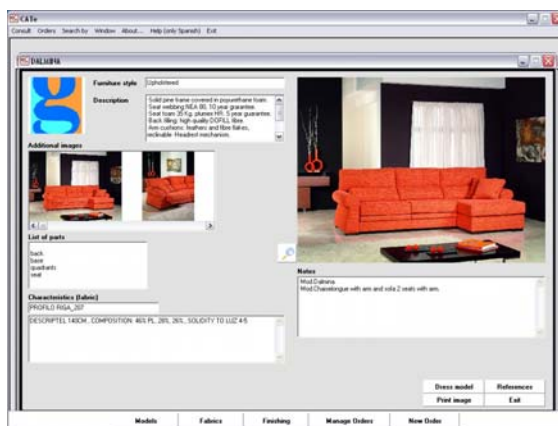 CATe
Consult Orders Search by Window About... Help (only Spanish) Exit
DALMINA
g
Furniture style
Upholstered
Description
Solid pine frame covered in poyurethane foam.
Seat webbing NEA 80, 10 year grarantee.
Seat foam 35 Kg. plumex HR. 5 year guarantee.
Back filling: high quality DOFILL fibre
Arm cushions: feathers and fibre flakes,
reclinable Headrest mechanism.
Additional images
List of parts
back
base
quadrants
seat
Notes
Mod.Dalmina.
Mod.Chaiselongue with arm and sofa 2 seats with arm.
Characteristics (fabric)
PROFILO RIGA_207
DESCRIPTEL 140CM., COMPOSITION: 46% PL, 28%, 26%, , SOLIDITY TO LUZ 4-5
Dress model References
Print image Exit
Models Fabrics Finishing Manage Orders New Order